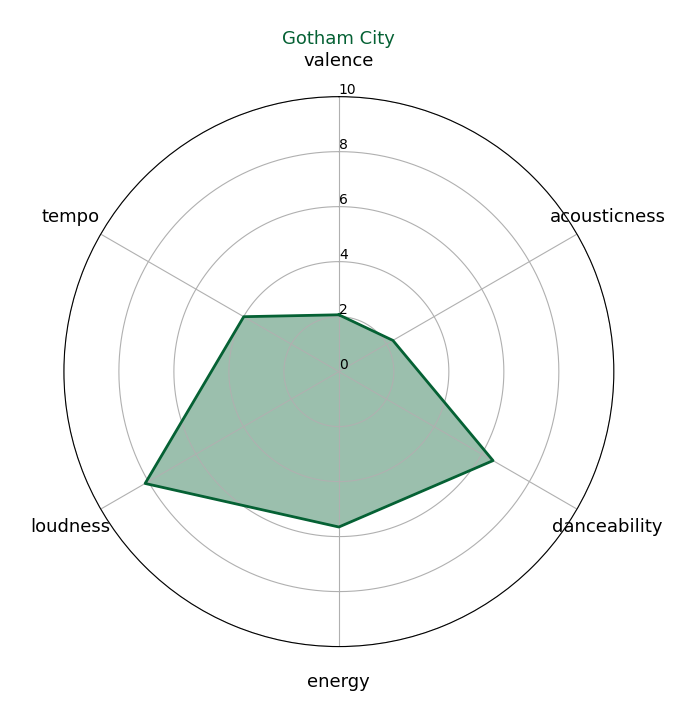 Gotham City
valence
10
8
6
4
2
0
tempo
acousticness
loudness
danceability
energy